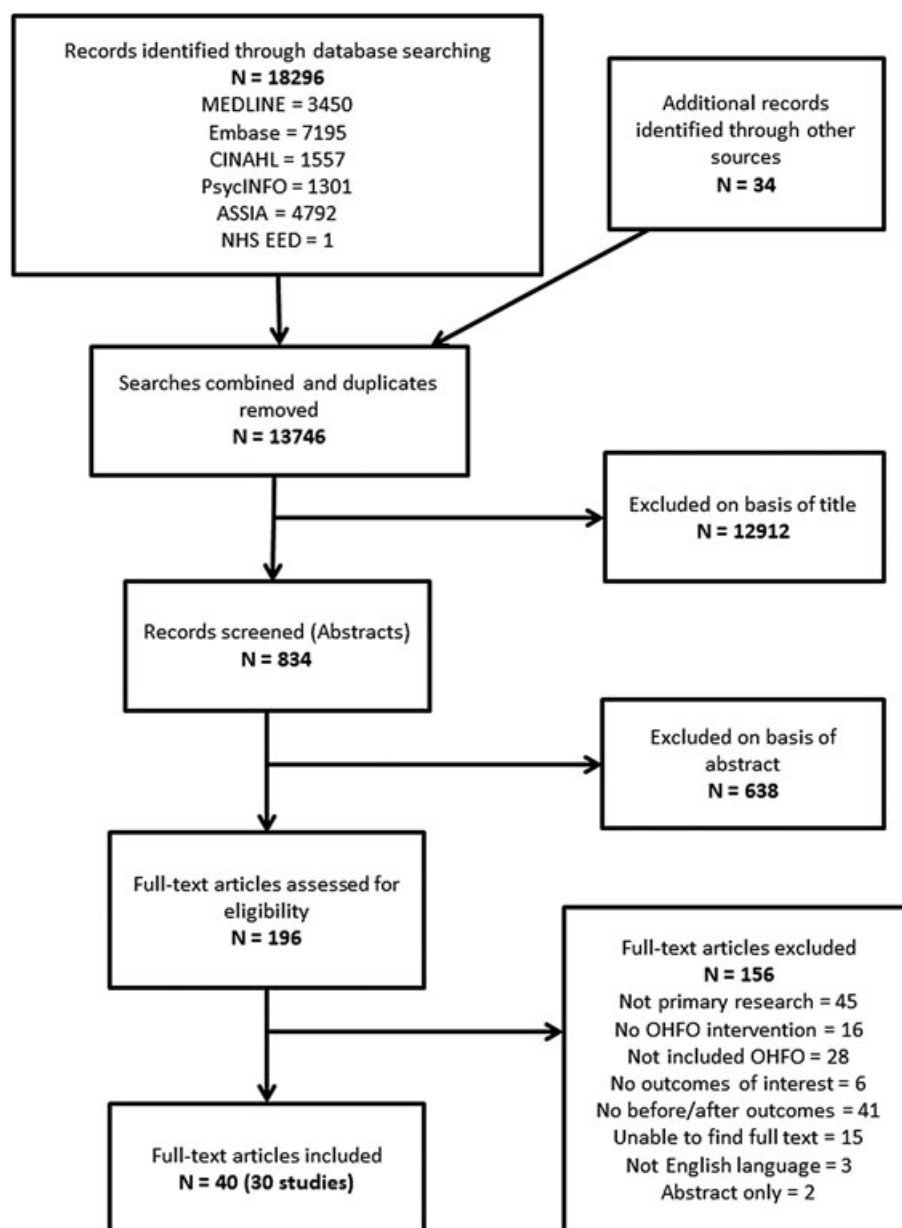 Records identified through database searching
N = 18296
MEDLINE = 3450
Embase = 7195
CINAHL = 1557
PsycINFO = 1301
ASSIA = 4792
NHS EED = 1
Additional records
identified through other
sources
N = 34
Searches combined and duplicates
removed
N = 13746
Excluded on basis of title
N = 12912
Records screened (Abstracts)
N = 834
Excluded on basis of
abstract
N = 638
Full-text articles assessed for
eligibility
N = 196
Full-text articles excluded
N = 156
Not primary research = 45
No OHFO intervention = 16
Not included OHFO = 28
No outcomes of interest = 6
No before/after outcomes = 41
Unable to find full text = 15
Not English language = 3
Abstract only = 2
Full-text articles included
N = 40 (30 studies)